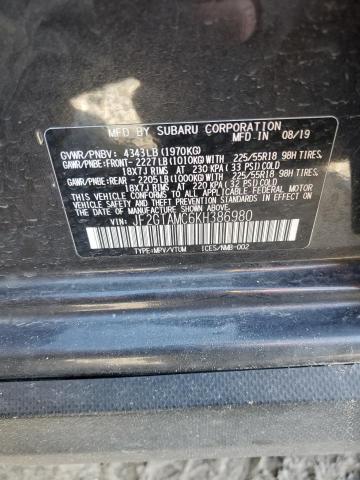 MFD BY SUBARU CORPORATION
MFD IN 08/19
GVWR/PNBV: 4343LB (1970KG)
GAWR/PNBE:FRONT- 2227LB(1010KG)WITH 225/55R18 98H TIRES,
18X7J RIMS AT 230 KPA (33 PSI)COLD
GAWR/PNBE:REAR - 2205LB(1000KG)WITH 225/55R18 98H TIRES,
18X7J RIMS AT 220 KPA (32 PSI)COLD
THIS VEHICLE CONFORMS TO ALL APPLICABLE FEDERAL MOTOR
VEHICLE SAFETY STANDARDS IN EFFECT ON THE DATE OF
MANUFACTURE SHOWN ABOVE.
VIN: JF2GTAMC6KH386980
TYPE:MPV/VTUM ICES/NMB-002